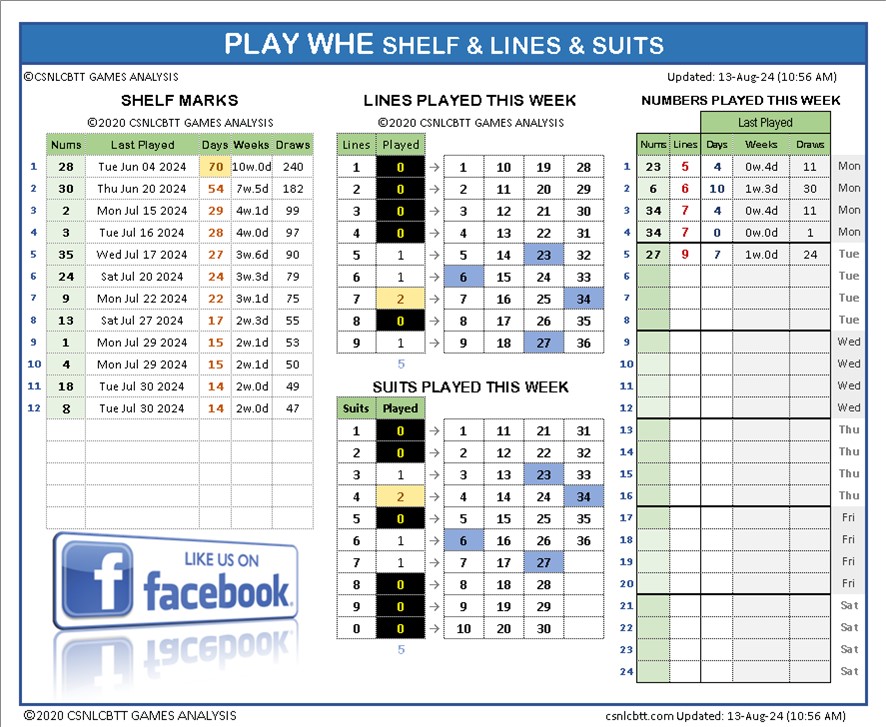 PLAY WHE SHELF & LINES & SUITS
©CSNLCBTT GAMES ANALYSIS
Updated: 13-Aug-24 (10:56 AM)
SHELF MARKS
©2020 CSNLCBTT GAMES ANALYSIS
Nums Last Played Days Weeks Draws
1 28 Tue Jun 04 2024 70 10w.0d 240
2 30 Thu Jun 20 2024 54 7w.5d 182
3 2 Mon Jul 15 2024 29 4w.1d 99
4 3 Tue Jul 16 2024 28 4w.0d 97
5 35 Wed Jul 17 2024 27 3w.6d 90
6 24 Sat Jul 20 2024 24 3w.3d 79
7 9 Mon Jul 22 2024 22 3w.1d 75
8 13 Sat Jul 27 2024 17 2w.3d 55
9 1 Mon Jul 29 2024 15 2w.1d 53
10 4 Mon Jul 29 2024 15 2w.1d 50
11 18 Tue Jul 30 2024 14 2w.0d 49
12 8 Tue Jul 30 2024 14 2w.0d 47
LIKE US ON
f facebook.
LINES PLAYED THIS WEEK
©2020 CSNLCBTT GAMES ANALYSIS
Lines Played
1 0 → 1 10 19 28
2 0 → 2 11 20 29
3 0 → 3 12 21 30
4 0 → 4 13 22 31
5 1 → 5 14 23 32
6 1 → 6 15 24 33
7 2 → 7 16 25 34
8 0 → 8 17 26 35
9 1 → 9 18 27 36
5
SUITS PLAYED THIS WEEK
Suits Played
1 0 → 1 11 21 31
2 0 → 2 12 22 32
3 1 → 3 13 23 33
4 2 → 4 14 24 34
5 0 → 5 15 25 35
6 1 → 6 16 26 36
7 1 → 7 17 27
8 0 → 8 18 28
9 0 → 9 19 29
0 0 → 10 20 30
5
NUMBERS PLAYED THIS WEEK
Last Played
Nums Lines Days Weeks Draws
1 23 5 4 0w.4d 11 Mon
2 6 6 10 1w.3d 30 Mon
3 34 7 4 0w.4d 11 Mon
4 34 7 0 0w.0d 1 Mon
5 27 9 7 1w.0d 24 Tue
6 Tue
7 Tue
8 Tue
9 Wed
10 Wed
11 Wed
12 Wed
13 Thu
14 Thu
15 Thu
16 Thu
17 Fri
18 Fri
19 Fri
20 Fri
21 Sat
22 Sat
23 Sat
24 Sat
©2020 CSNLCBTT GAMES ANALYSIS
csnlcbtt.com Updated: 13-Aug-24 (10:56 AM)